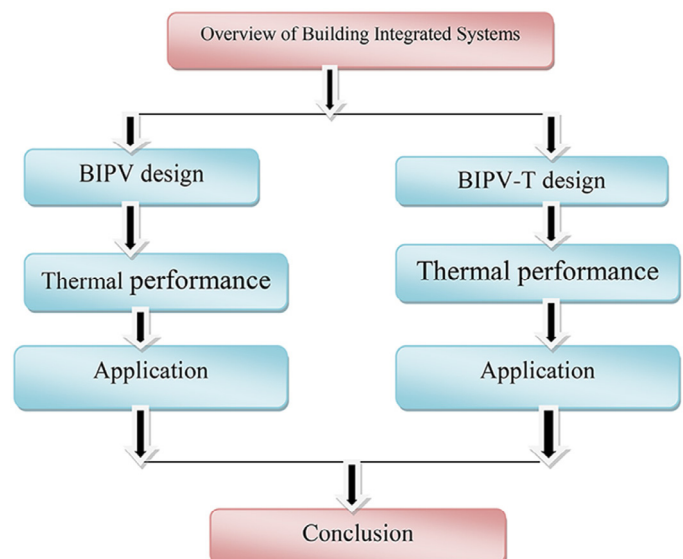 Overview of Building Integrated Systems
BIPV design
BIPV-T design
Thermal performance
Thermal performance
Application
Application
Conclusion